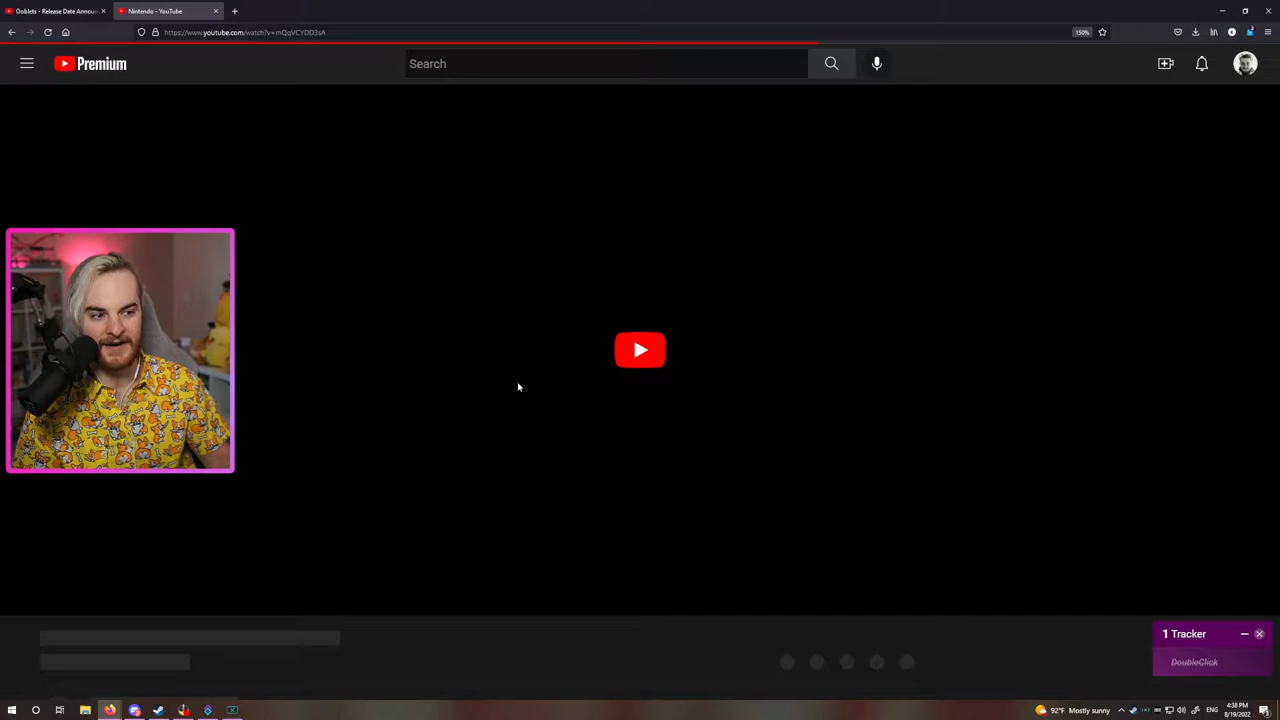 Ooblets - Release Date Announ
Nintendo - YouTube
https://www.youtube.com/watch?v=mQqVCYDD3sA
150%
Premium
Search
1 Tracker
DoubleClick
92°F Mostly sunny
ENG
4:38 PM
8/19/2022